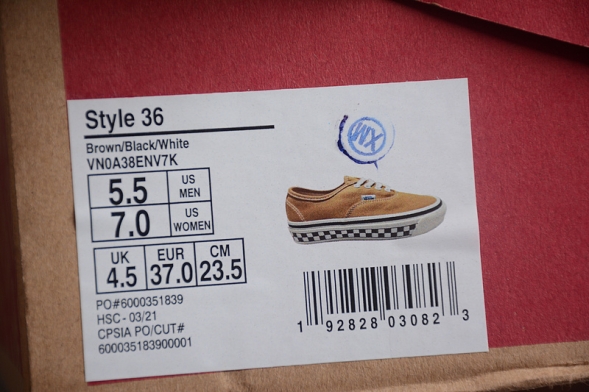 Style 36
Brown/Black/White
VN0A38ENV7K
5.5 US MEN
7.0 US WOMEN
UK EUR CM
4.5 37.0 23.5
PO#6000351839
HSC - 03/21
CPSIA PO/CUT#
600035183900001
1 92828 03082 3